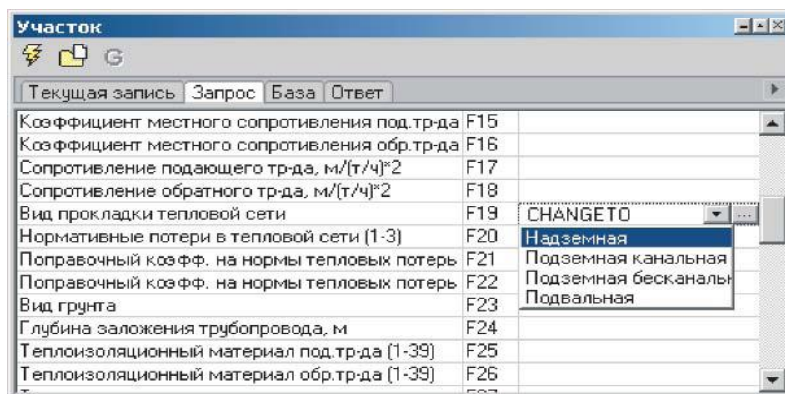 Участок
G
Текущая запись Запрос База Ответ
Коэффициент местного сопротивления под.тр-да F15
Коэффициент местного сопротивления обр.тр-да F16
Сопротивление подающего тр-да, м/(т/ч)*2 F17
Сопротивление обратного тр-да, м/(т/ч)*2 F18
Вид прокладки тепловой сети F19 CHANGETO ...
Нормативные потери в тепловой сети (1-3) F20 Надземная
Поправочный коэфф. на нормы тепловых потерь F21 Подземная канальная
Поправочный коэфф. на нормы тепловых потерь F22 Подземная бесканальн
Вид грунта F23 Подвальная
Глубина заложения трубопровода, м F24
Теплоизоляционный материал под.тр-да (1-39) F25
Теплоизоляционный материал обр.тр-да (1-39) F26